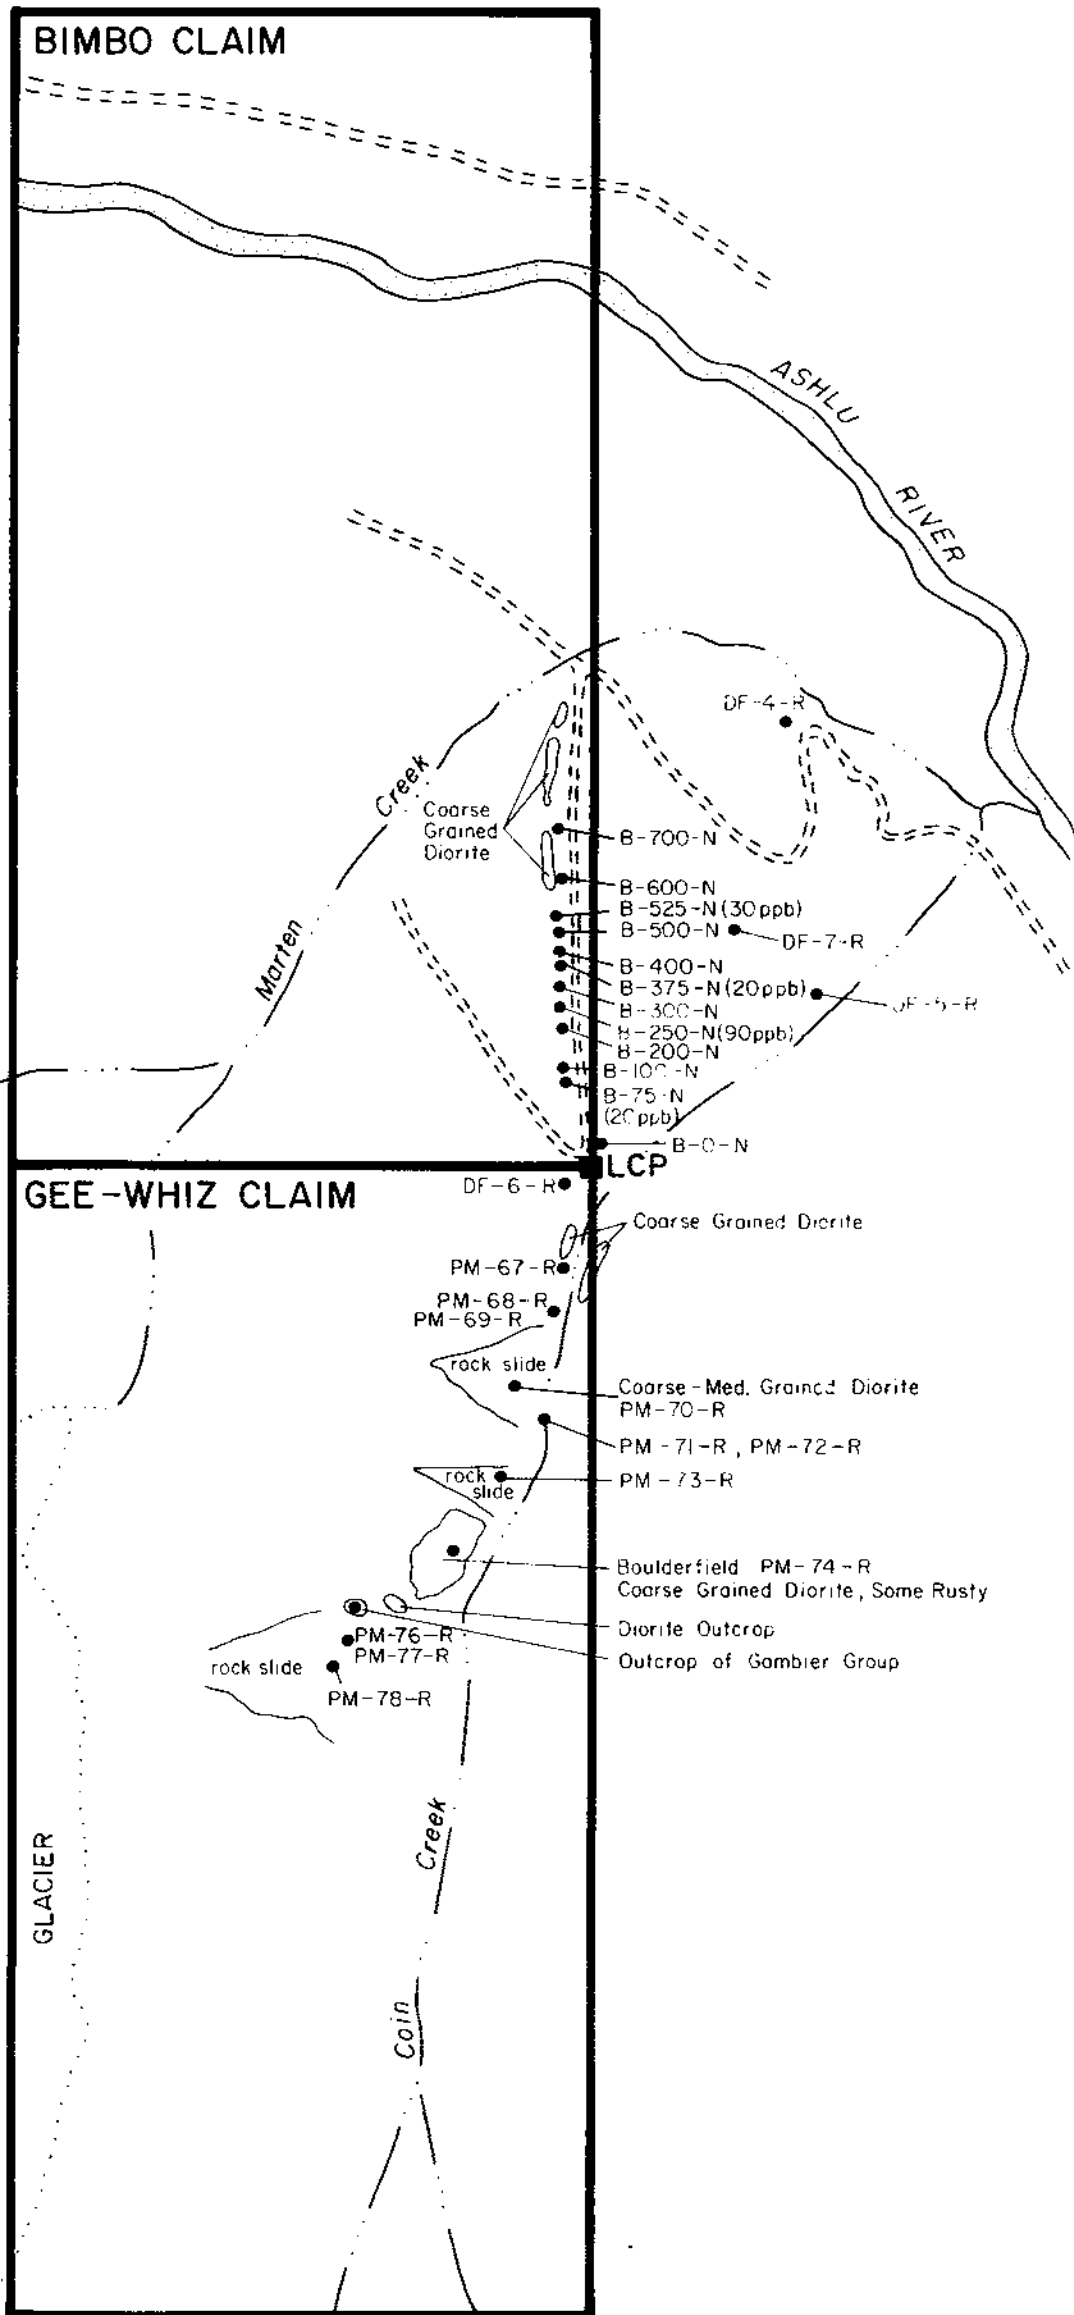 BIMBO CLAIM
ASHLU
RIVER
DF-4-R
Creek
Marten
Coarse
Grained
Diorite
B-700-N
B-600-N
B-525-N (30ppb)
B-500-N
DF-7-R
B-400-N
B-375-N (20ppb)
DF-5-R
B-300-N
B-250-N (90ppb)
B-200-N
B-100-N
B-75-N
(20ppb)
B-0-N
LCP
GEE-WHIZ CLAIM
DF-6-R
Coarse Grained Diorite
PM-67-R
PM-68-R
PM-69-R
rock slide
Coarse-Med. Grained Diorite
PM-70-R
PM-71-R, PM-72-R
rock
slide
PM-73-R
Boulderfield PM-74-R
Coarse Grained Diorite, Some Rusty
Diorite Outcrop
PM-76-R
PM-77-R
Outcrop of Gambier Group
rock slide
PM-78-R
GLACIER
Creek
Coin